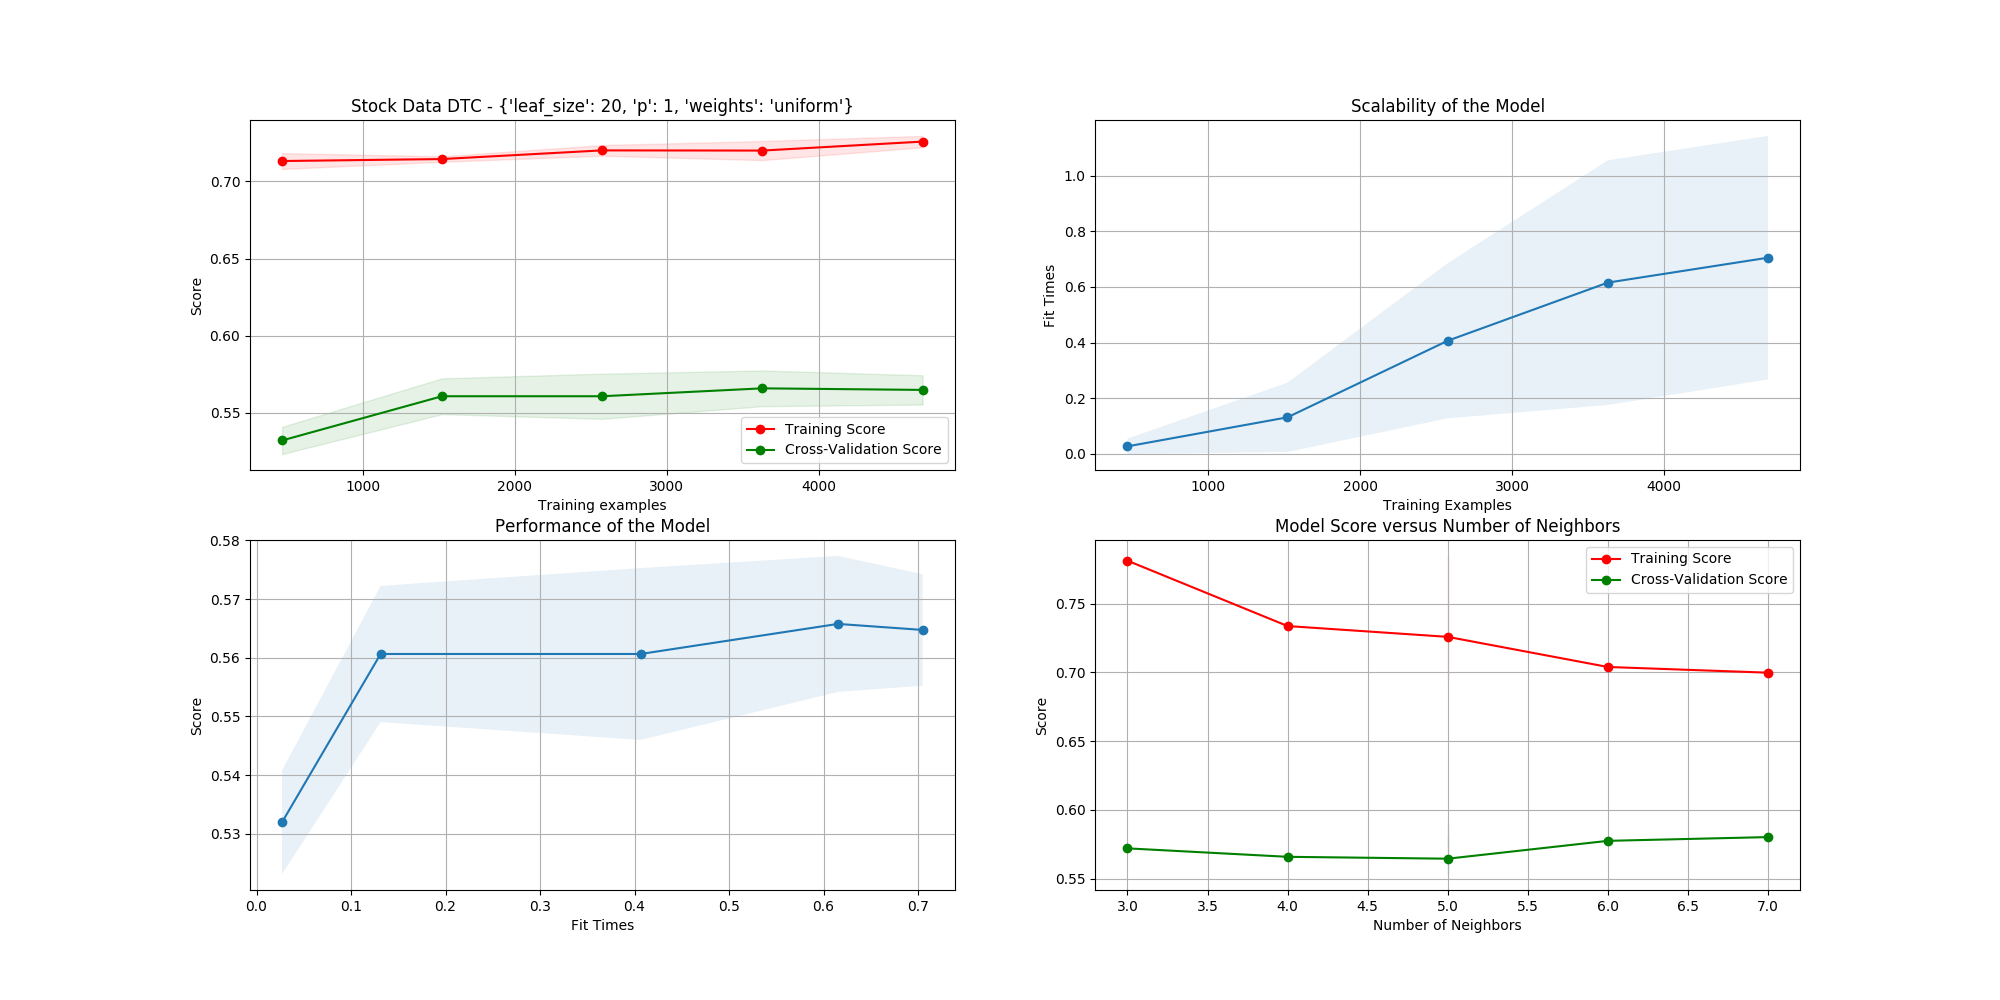 Stock Data DTC - {'leaf_size': 20, 'p': 1, 'weights': 'uniform'}
Score
0.70
0.65
0.60
0.55
Training Score
Cross-Validation Score
1000 2000 3000 4000
Training examples
Scalability of the Model
Fit Times
1.0
0.8
0.6
0.4
0.2
0.0
1000 2000 3000 4000
Training Examples
Performance of the Model
Score
0.58
0.57
0.56
0.55
0.54
0.53
0.0 0.1 0.2 0.3 0.4 0.5 0.6 0.7
Fit Times
Model Score versus Number of Neighbors
Training Score
Cross-Validation Score
Score
0.75
0.70
0.65
0.60
0.55
3.0 3.5 4.0 4.5 5.0 5.5 6.0 6.5 7.0
Number of Neighbors